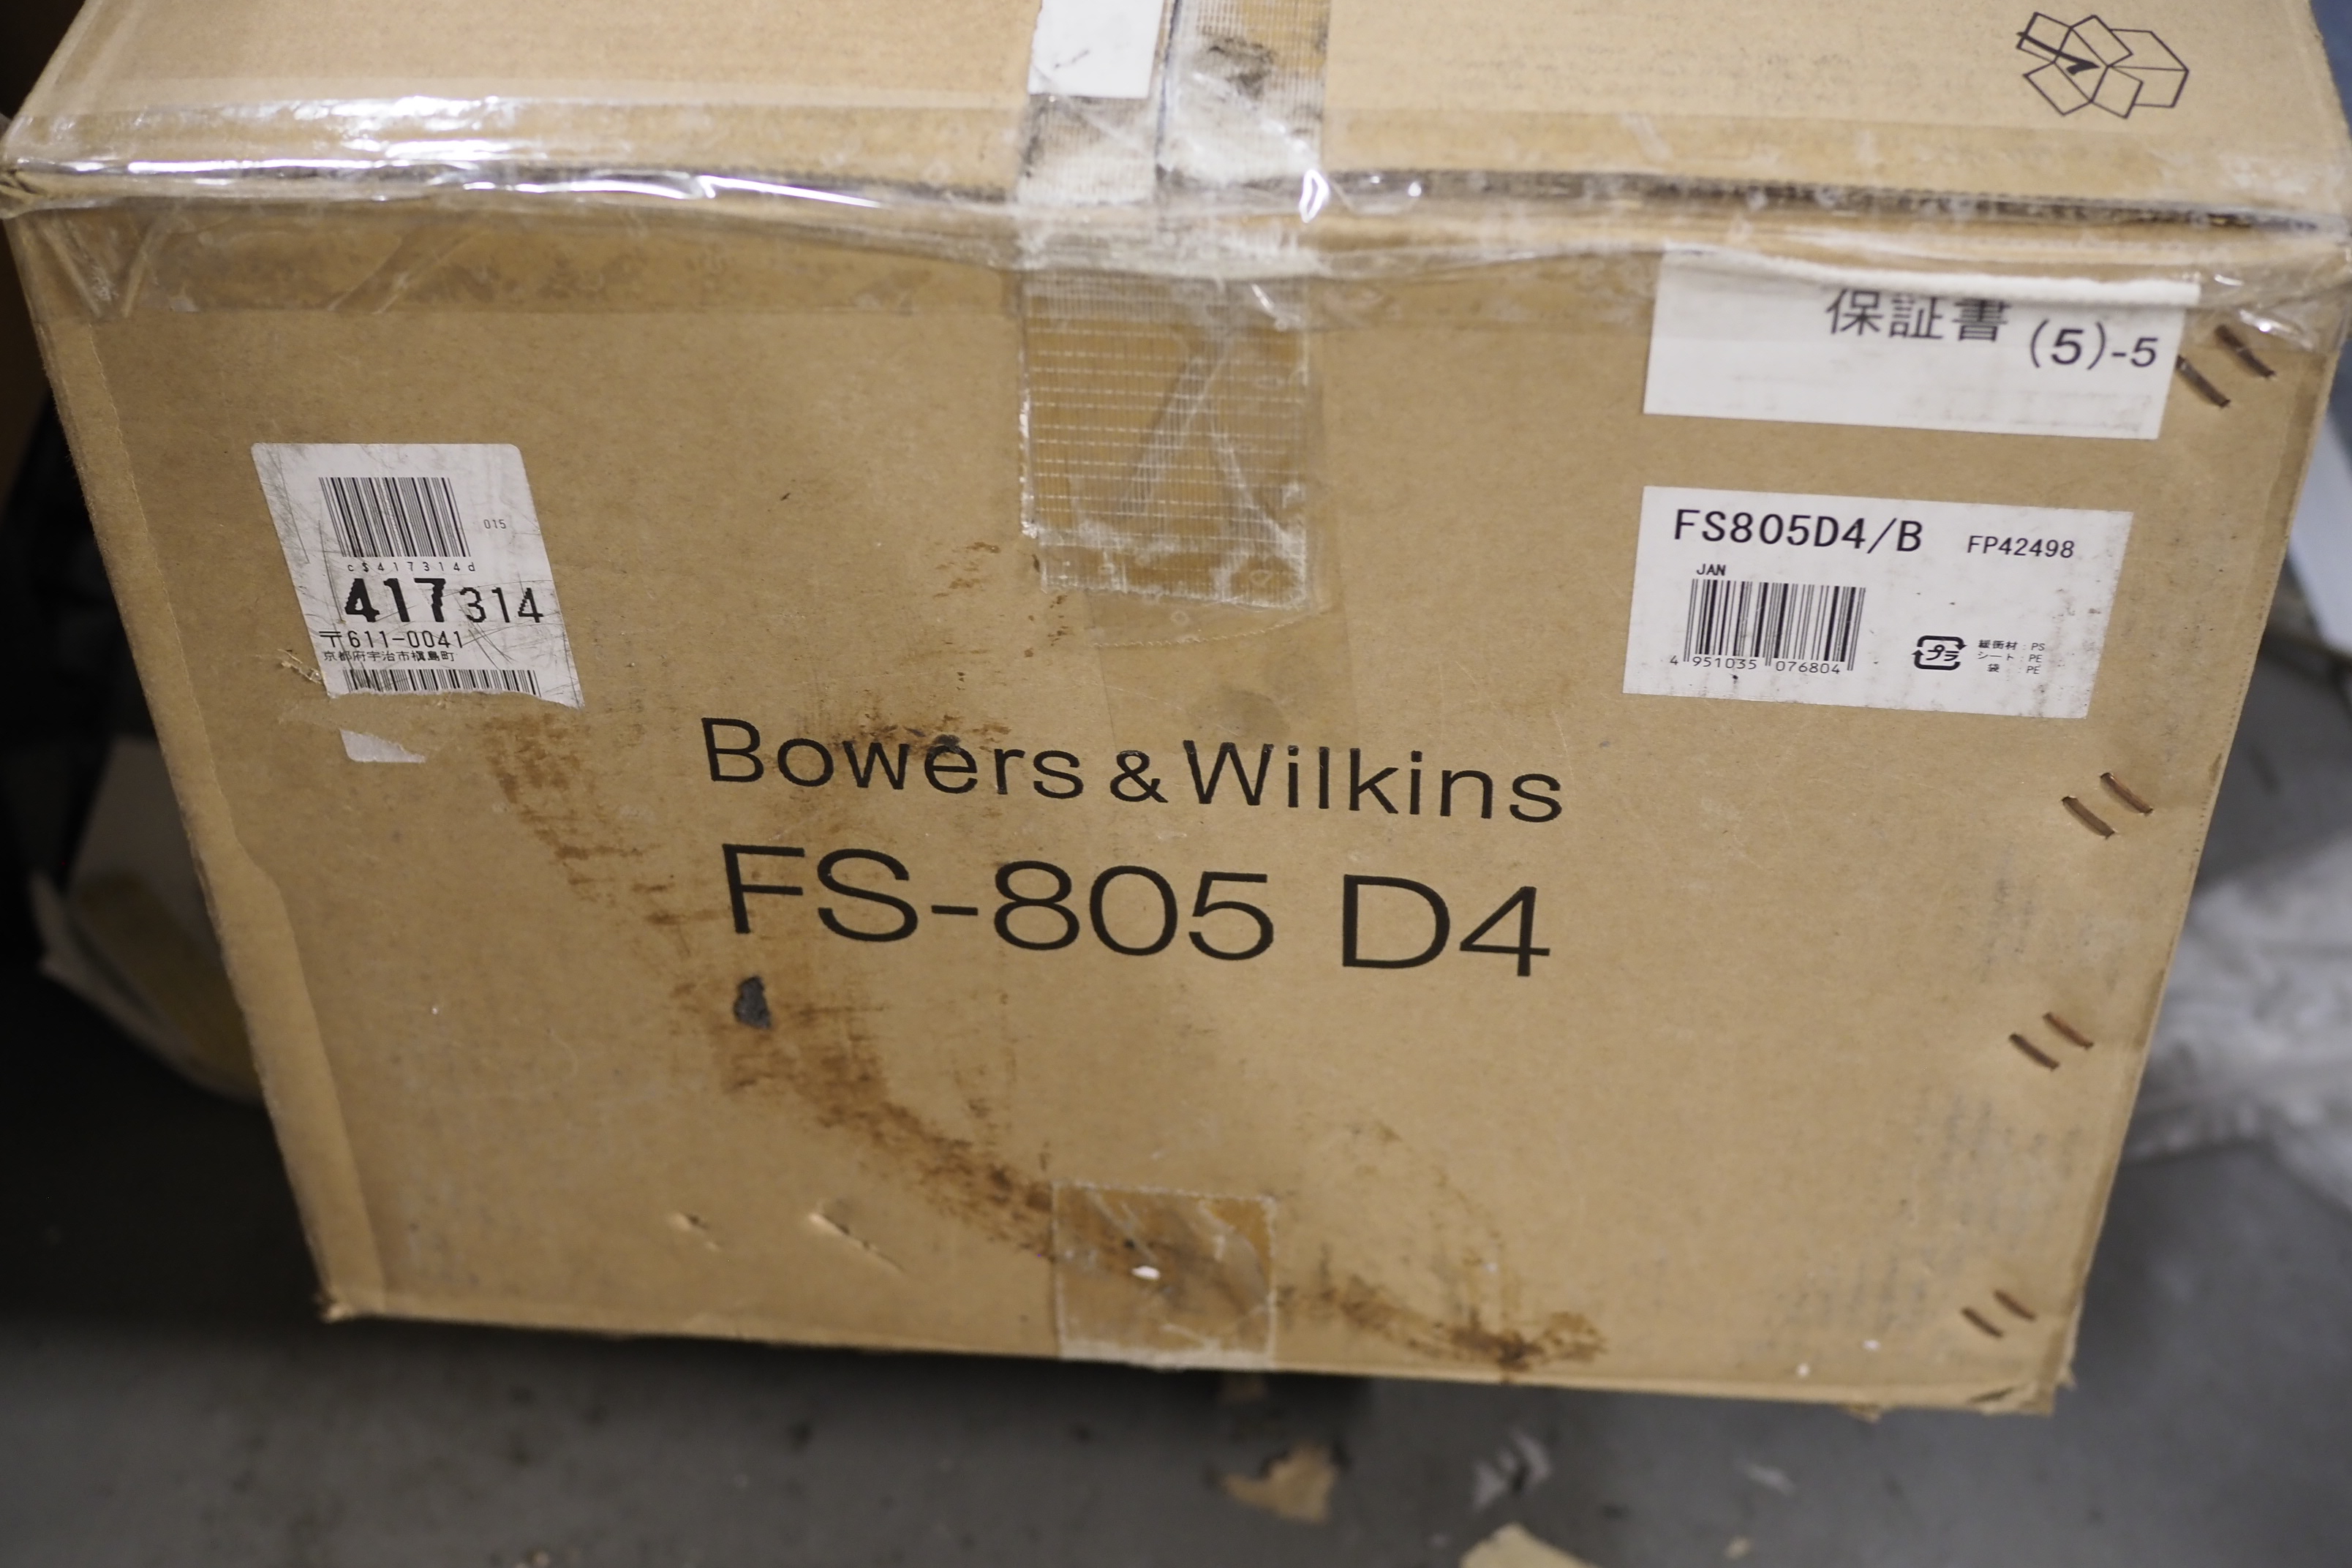 保証書 (5)-5
015
c$417314d
417314
〒611-0041
京都府宇治市槇島町
FS805D4/B FP42498
JAN
4 951035 076804
プラ
緩衝材 : PS
シート : PE
袋 : PE
Bowers & Wilkins
FS-805 D4